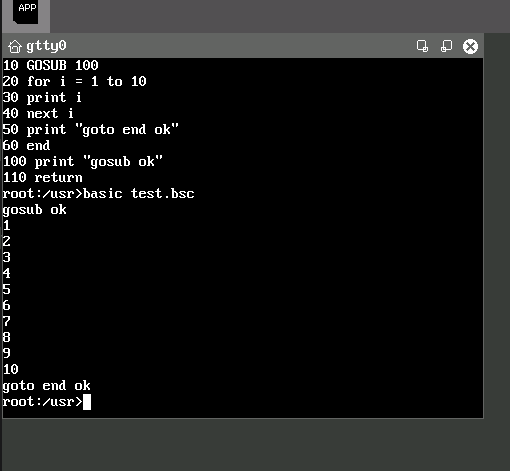 APP
gtty0
10 GOSUB 100
20 for i = 1 to 10
30 print i
40 next i
50 print "goto end ok"
60 end
100 print "gosub ok"
110 return
root:/usr>basic test.bsc
gosub ok
1
2
3
4
5
6
7
8
9
10
goto end ok
root:/usr>